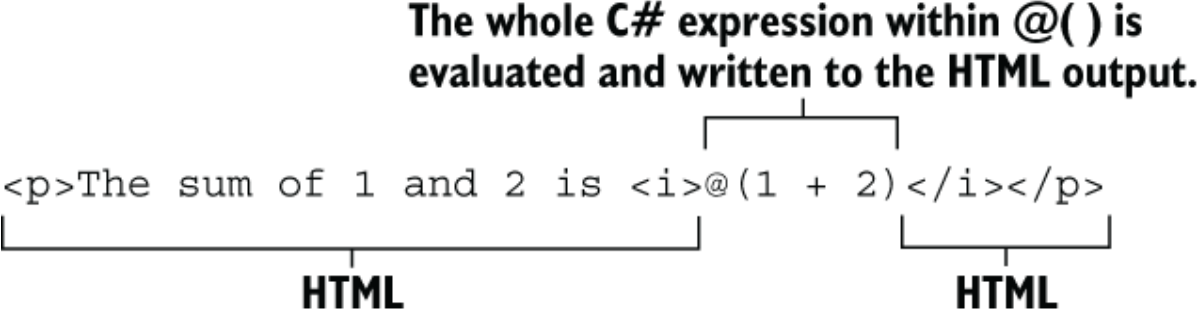 The whole C# expression within @( ) is
evaluated and written to the HTML output.
<p>The sum of 1 and 2 is <i>@(1 + 2)</i></p>
HTML
HTML